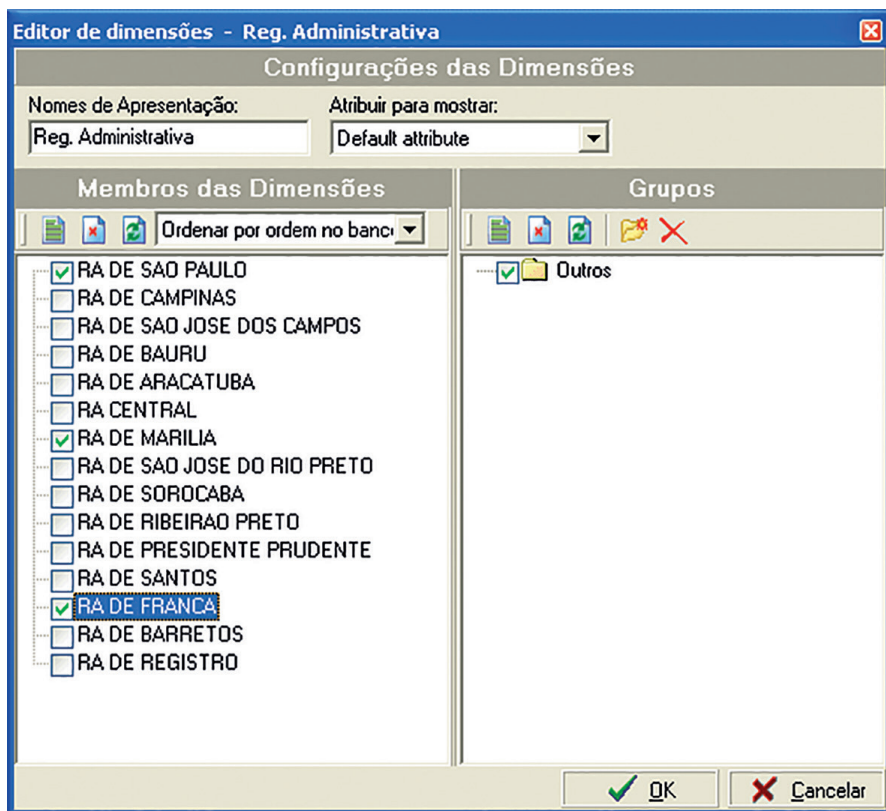 Editor de dimensões - Reg. Administrativa
Configurações das Dimensões
Nomes de Apresentação:
Atribuir para mostrar:
Reg. Administrativa
Default attribute
Membros das Dimensões
Grupos
Ordenar por ordem no banc
RA DE SAO PAULO
RA DE CAMPINAS
RA DE SAO JOSE DOS CAMPOS
RA DE BAURU
RA DE ARACATUBA
RA CENTRAL
RA DE MARILIA
RA DE SAO JOSE DO RIO PRETO
RA DE SOROCABA
RA DE RIBEIRAO PRETO
RA DE PRESIDENTE PRUDENTE
RA DE SANTOS
RA DE FRANCA
RA DE BARRETOS
RA DE REGISTRO
Outros
OK
Cancelar